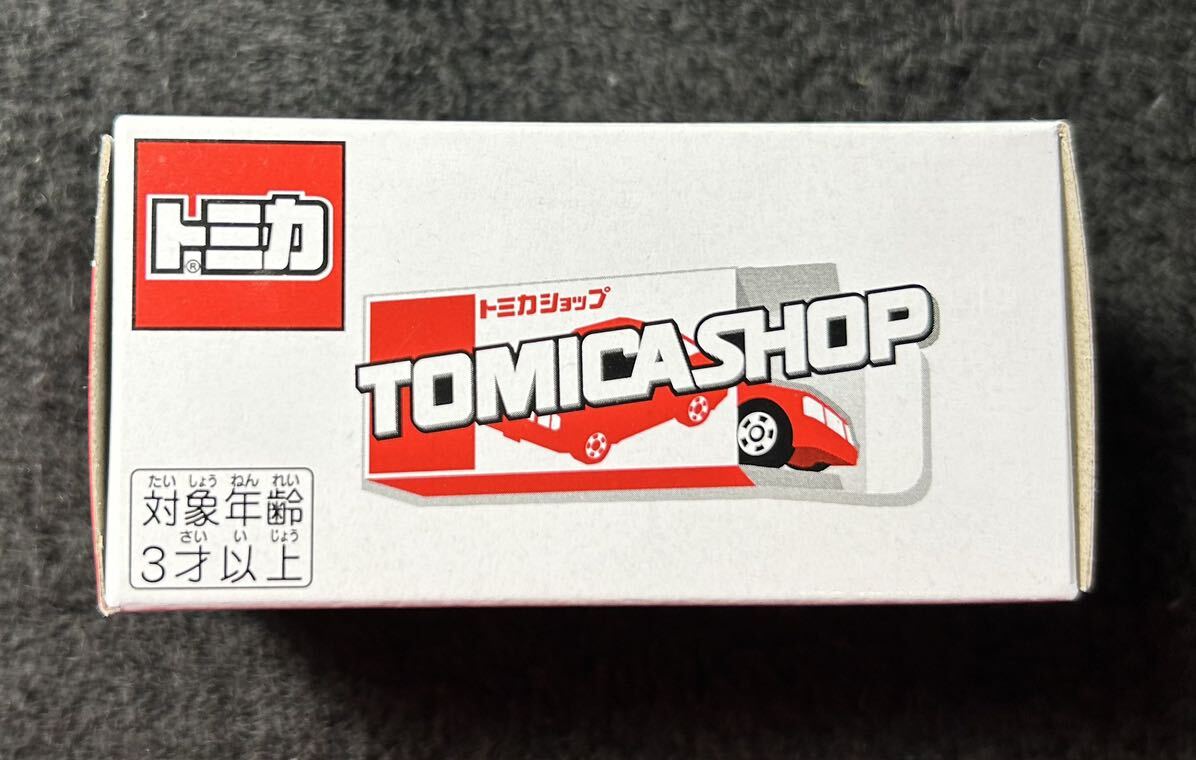 トミカ
®
トミカショップ
TOMICASHOP
たいしょうねんれい
対象年齢
さいいじょう
3才以上